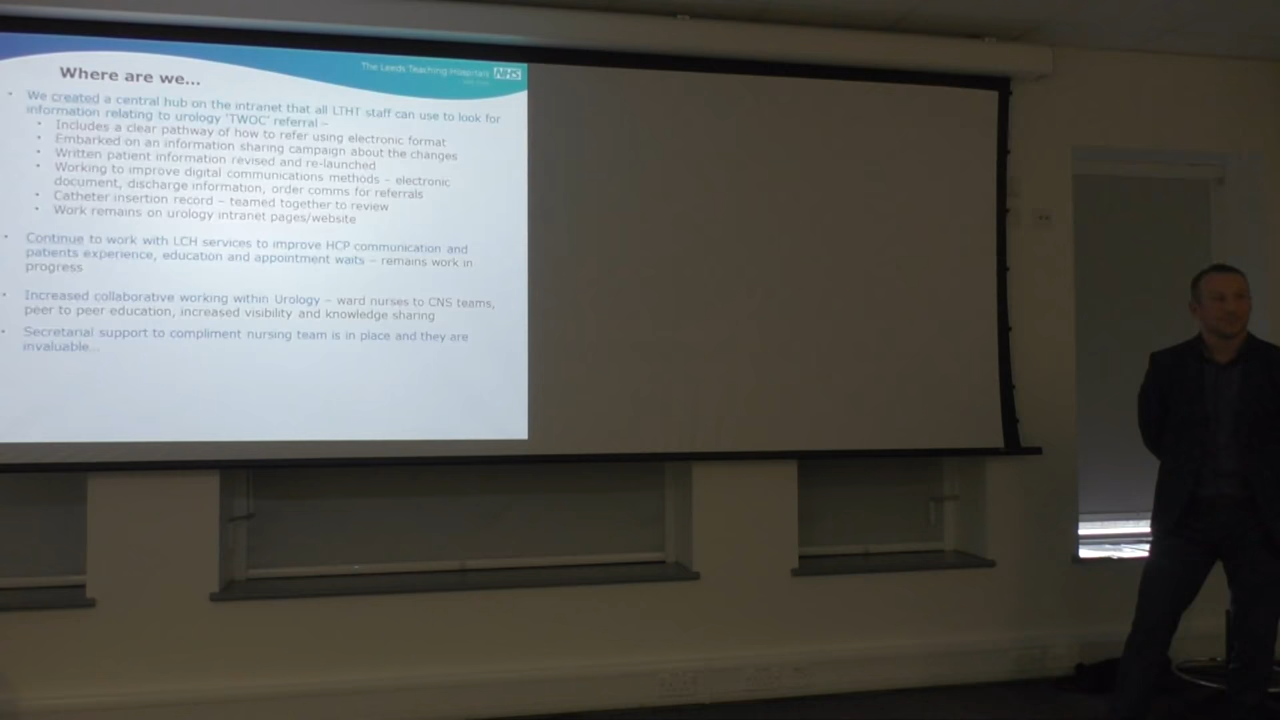 The Leeds Teaching Hospitals NHS
Where are we...
• We created a central hub on the intranet that all LTHT staff can use to look for
information relating to urology 'TWOC' referral –
• Includes a clear pathway of how to refer using electronic format
• Embarked on an information sharing campaign about the changes
• Written patient information revised and re-launched
• Working to improve digital communications methods – electronic
document, discharge information, order comms for referrals
• Catheter insertion record – teamed together to review
• Work remains on urology intranet pages/website
• Continue to work with LCH services to improve HCP communication and
patients experience, education and appointment waits – remains work in
progress
• Increased collaborative working within Urology – ward nurses to CNS teams,
peer to peer education, increased visibility and knowledge sharing
• Secretarial support to compliment nursing team is in place and they are
invaluable...